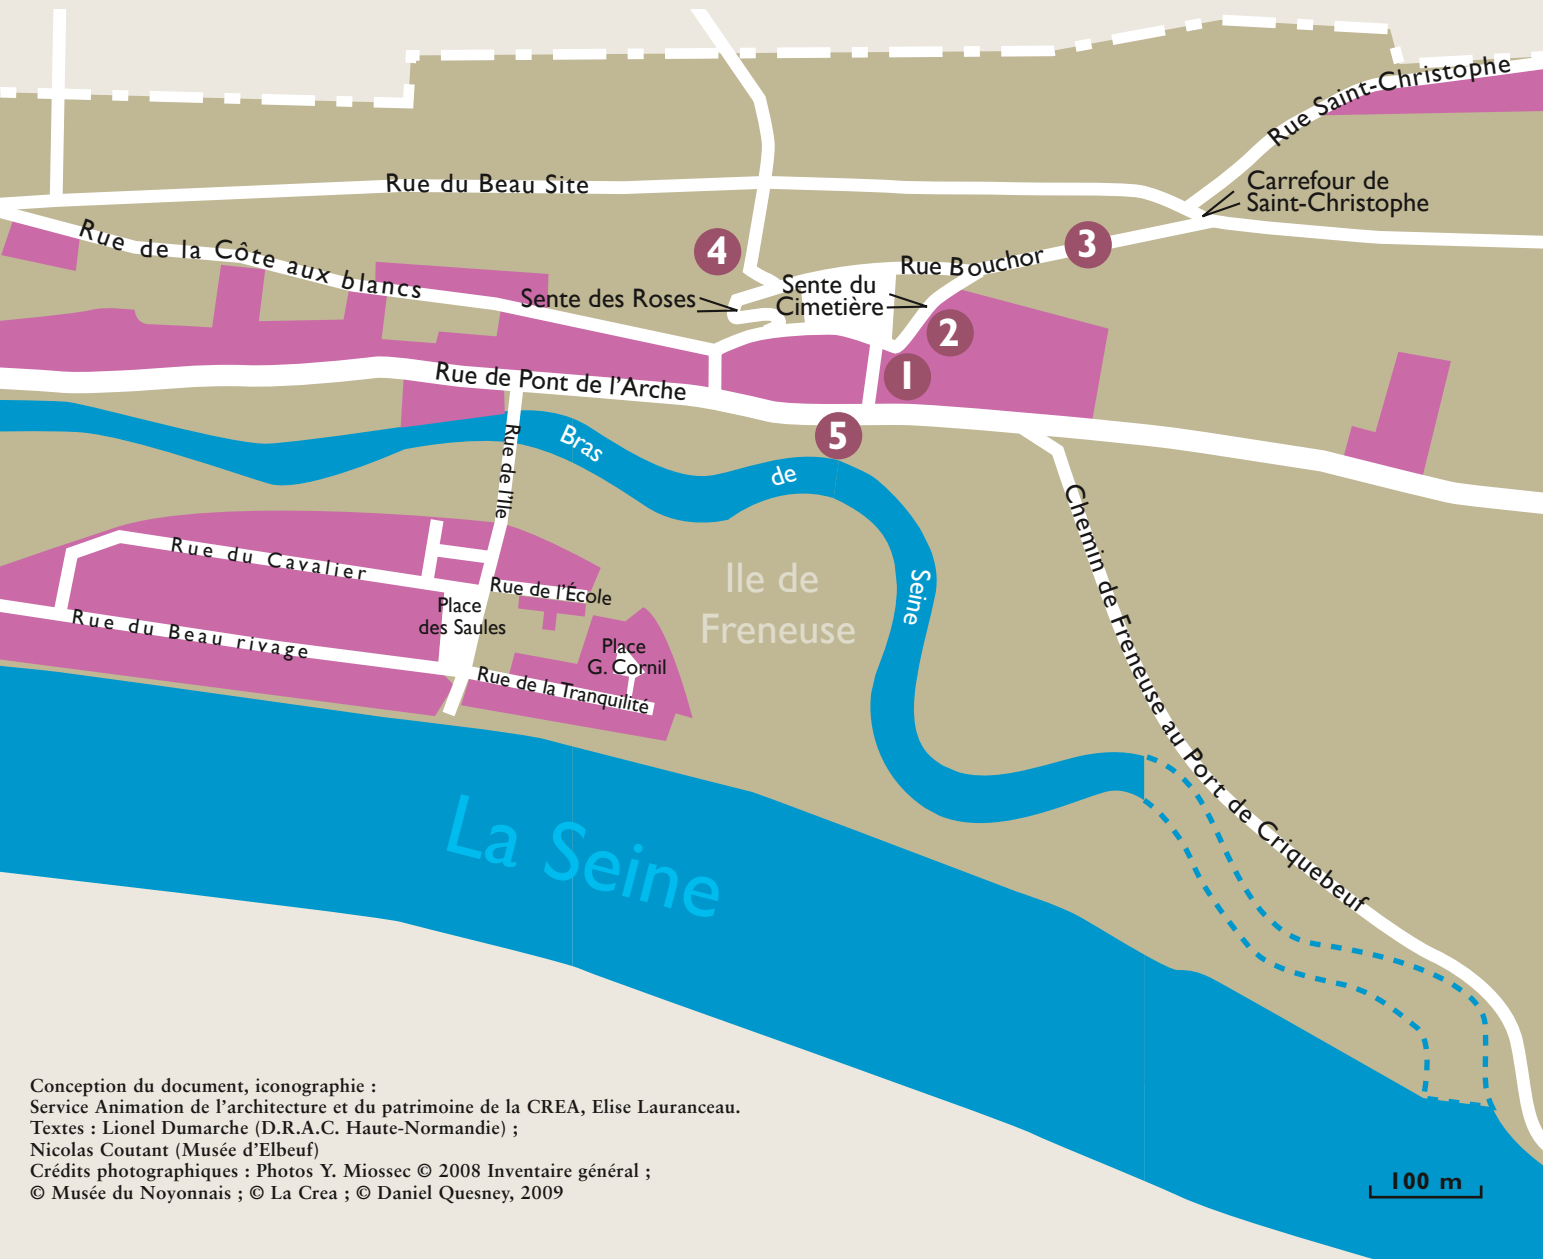 Rue Saint-Christophe
Carrefour de
Saint-Christophe
Rue du Beau Site
Rue de la Côte aux blancs
4
3
Rue Bouchor
Sente du
Cimetière
Sente des Roses
2
1
Rue de Pont de l'Arche
5
Bras
de
Seine
Rue de l'Ile
Chemin de Freneuse au Port de Criquebeuf
Rue du Cavalier
Rue de l'École
Ile de
Freneuse
Place
des Saules
Rue du Beau rivage
Place
G. Cornil
Rue de la Tranquilité
La Seine
Conception du document, iconographie :
Service Animation de l'architecture et du patrimoine de la CREA, Elise Lauranceau.
Textes : Lionel Dumarche (D.R.A.C. Haute-Normandie) ;
Nicolas Coutant (Musée d'Elbeuf)
Crédits photographiques : Photos Y. Miossec © 2008 Inventaire général ;
© Musée du Noyonnais ; © La Crea ; © Daniel Quesney, 2009
100 m